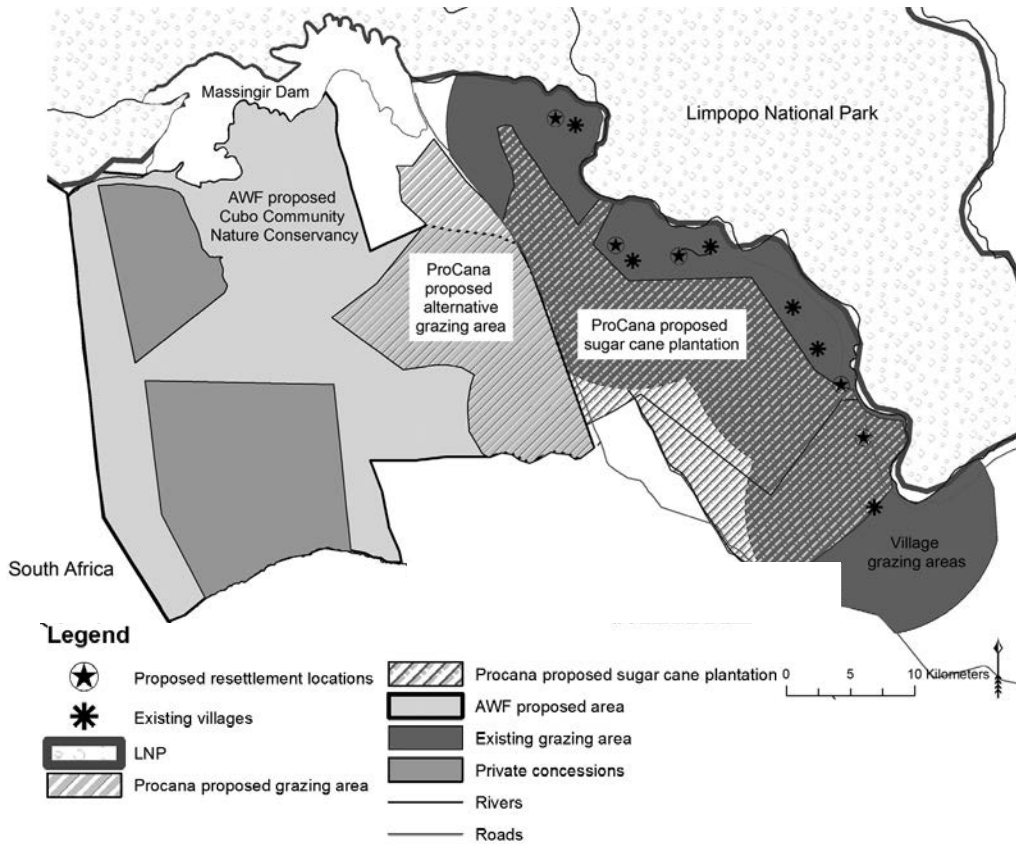 Massingir Dam
Limpopo National Park
AWF proposed
Cubo Community
Nature Conservancy
ProCana
proposed
alternative
grazing area
ProCana proposed
sugar cane plantation
Village
grazing areas
South Africa
Legend
Proposed resettlement locations
Existing villages
LNP
Procana proposed grazing area
Procana proposed sugar cane plantation
AWF proposed area
Existing grazing area
Private concessions
Rivers
Roads
0 5 10 Kilometers